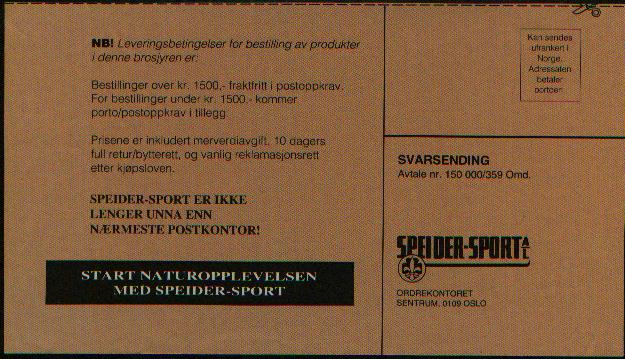 NB! Leveringsbetingelser for bestilling av produkter
i denne brosjyren er:
Bestillinger over kr. 1500,- fraktfritt i postoppkrav.
For bestillinger under kr. 1500,- kommer
porto/postoppkrav i tillegg
Prisene er inkludert merverdiavgift, 10 dagers
full retur/bytterett, og vanlig reklamasjonsrett
etter kjøpsloven.
SPEIDER-SPORT ER IKKE
LENGER UNNA ENN
NÆRMESTE POSTKONTOR!
START NATUROPPLEVELSEN
MED SPEIDER-SPORT
Kan sendes
ufrankert i
Norge.
Adressaten
betaler
portoen
SVARSENDING
Avtale nr. 150 000/359 Omd.
SPEIDER-SPORT A/L
ORDREKONTORET
SENTRUM, 0109 OSLO